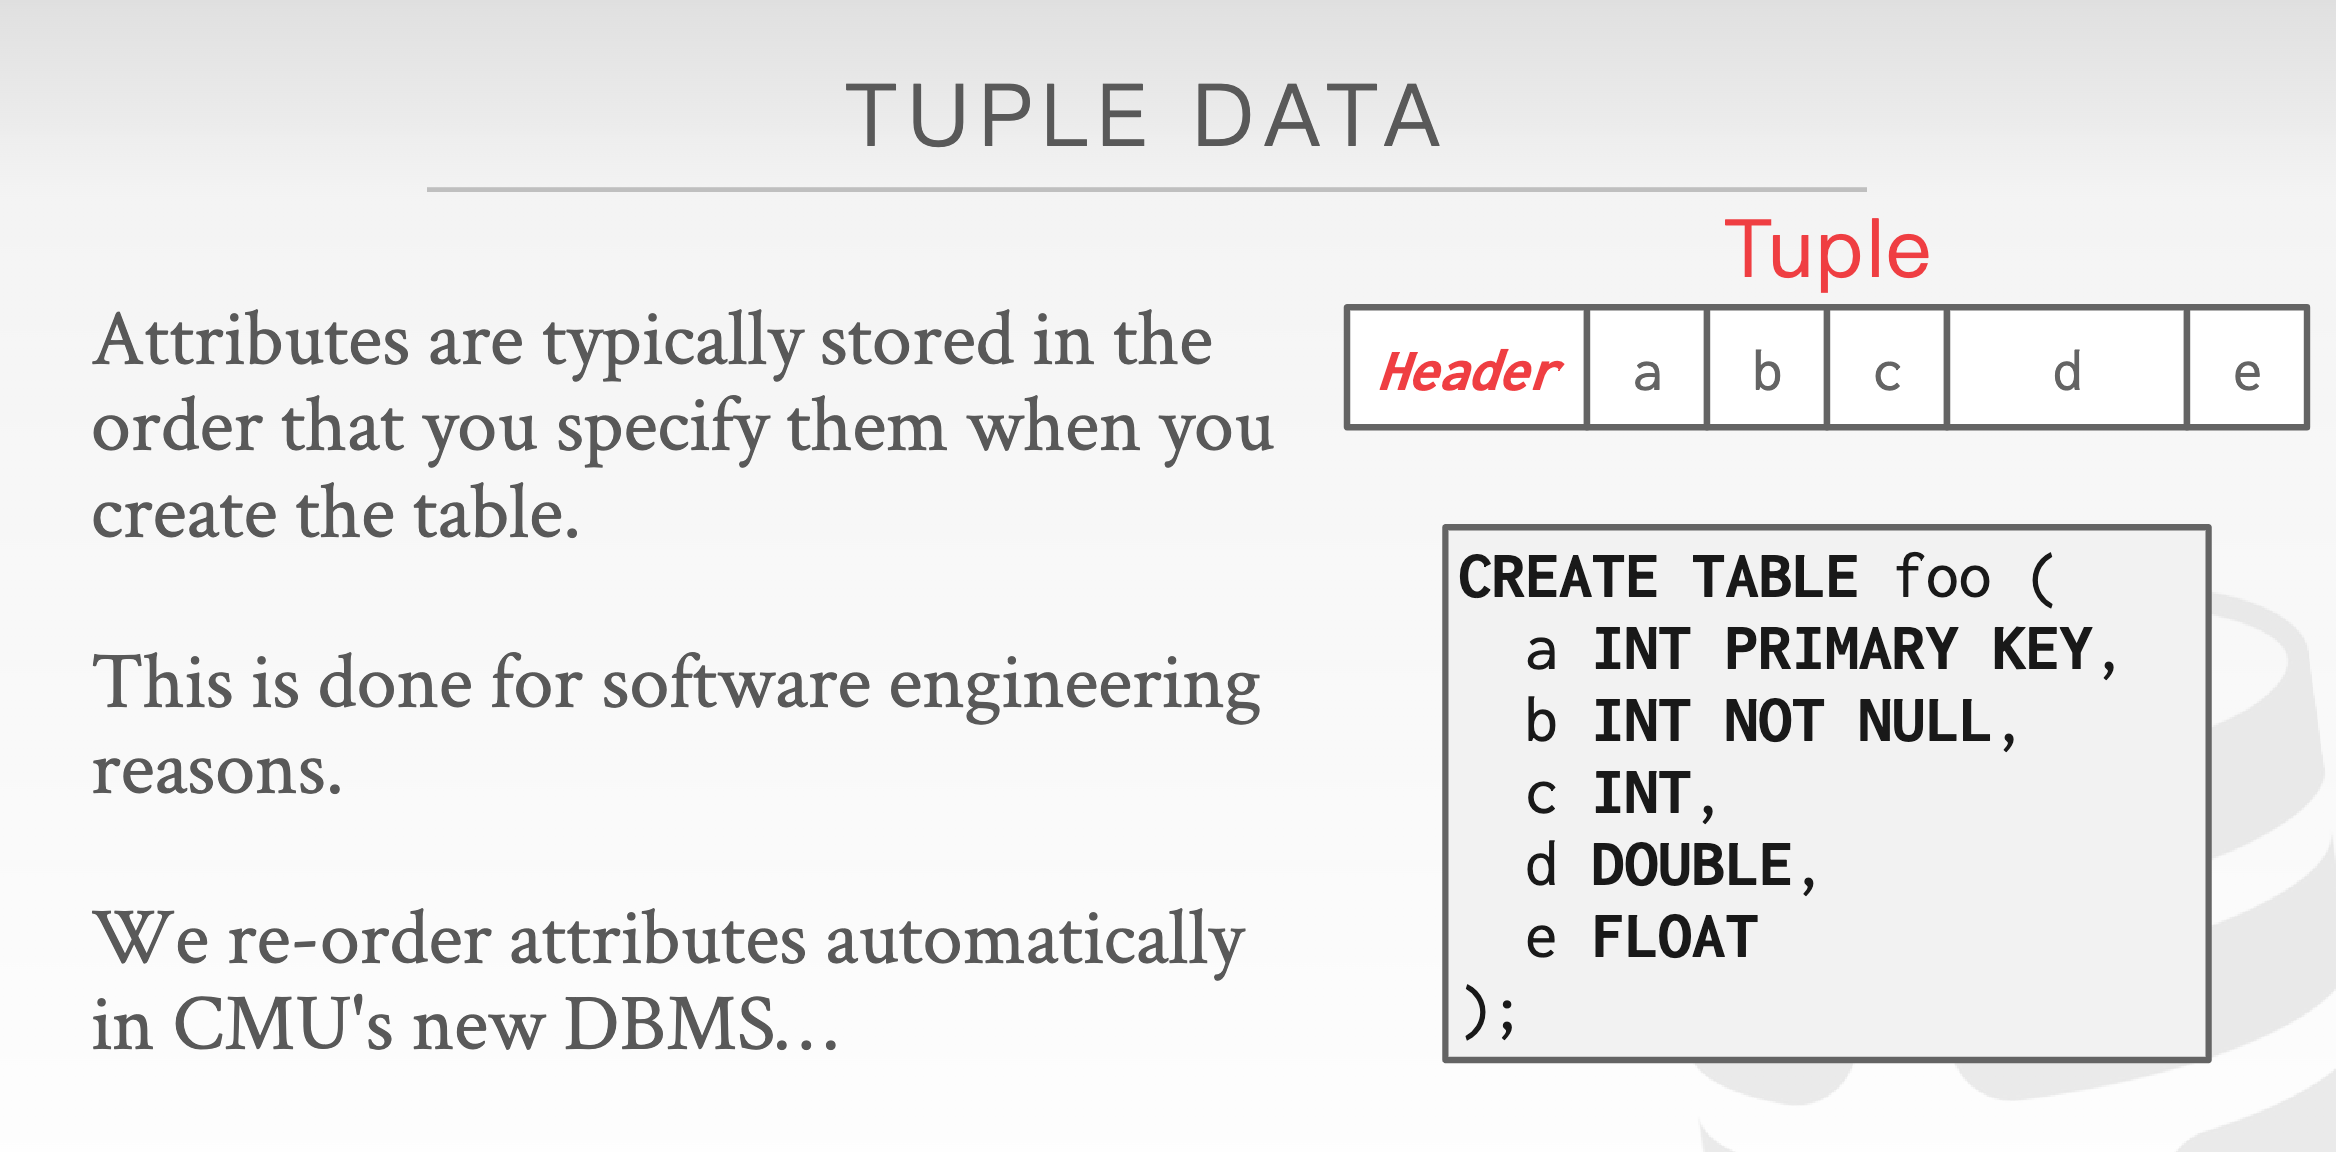 TUPLE DATA
Attributes are typically stored in the
order that you specify them when you
create the table.
This is done for software engineering
reasons.
We re-order attributes automatically
in CMU's new DBMS…
Tuple
Header a b c d e
CREATE TABLE foo (
a INT PRIMARY KEY,
b INT NOT NULL,
c INT,
d DOUBLE,
e FLOAT
);